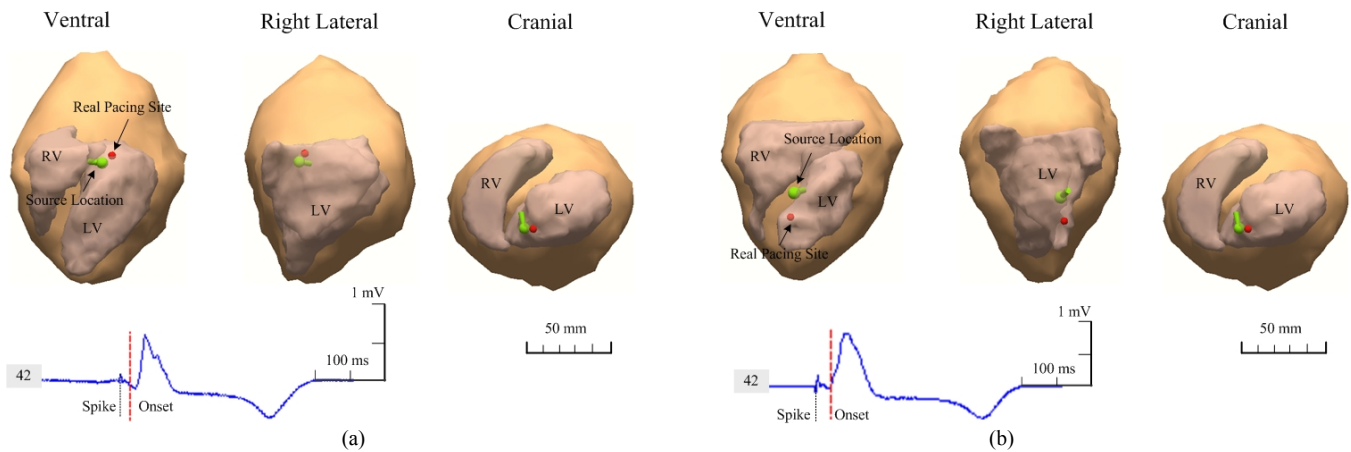 Ventral
Right Lateral
Cranial
Real Pacing Site
RV
Source Location
LV
LV
RV
LV
50 mm
1 mV
100 ms
42
Spike
Onset
(a)
Ventral
Right Lateral
Cranial
Source Location
RV
LV
Real Pacing Site
LV
RV
LV
50 mm
1 mV
100 ms
42
Spike
Onset
(b)